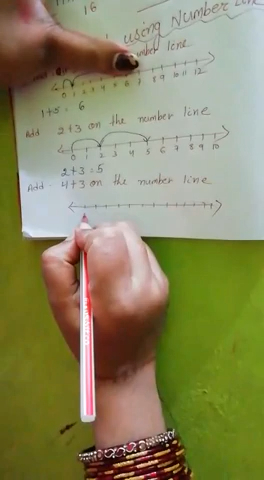 16
using Number Line
number line
0 1 2 3 4 5 6 7 8 9 10 11 12
1+5 = 6
Add 2+3 on the number line
0 1 2 3 4 5 6 7 8 9 10
2+3=5
Add - 4+3 on the number line